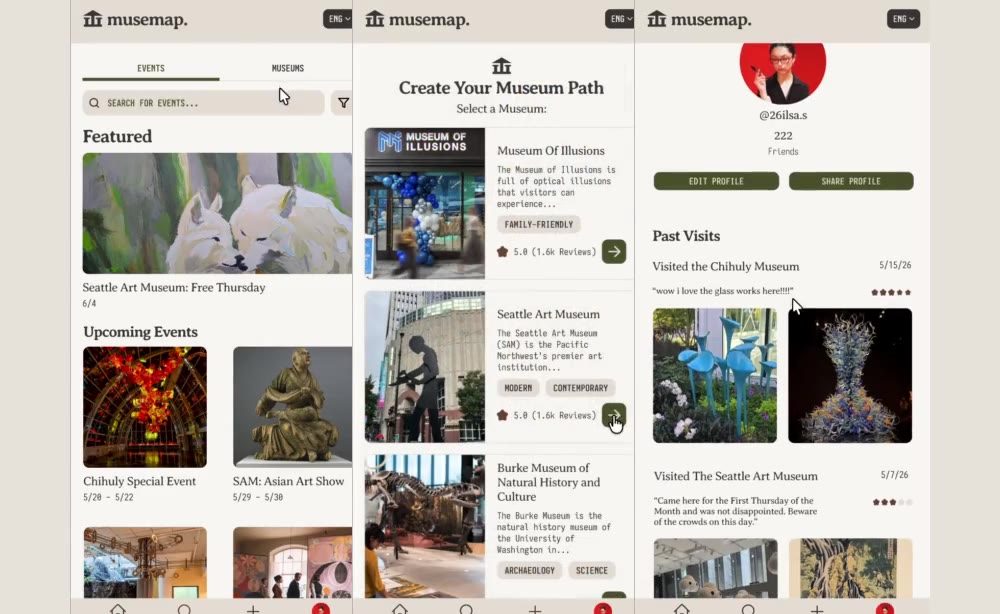 musemap.
ENG
EVENTS
MUSEUMS
SEARCH FOR EVENTS...
Featured
Seattle Art Museum: Free Thursday
6/4
Upcoming Events
Chihuly Special Event
5/20 - 5/22
SAM: Asian Art Show
5/29 - 5/30
musemap.
ENG
Create Your Museum Path
Select a Museum:
MUSEUM OF
ILLUSIONS
Museum Of Illusions
The Museum of Illusions is
full of optical illusions
that visitors can
experience...
FAMILY-FRIENDLY
5.0 (1.6k Reviews)
Seattle Art Museum
The Seattle Art Museum
(SAM) is the Pacific
Northwest's premier art
institution...
MODERN
CONTEMPORARY
5.0 (1.6k Reviews)
Burke Museum of
Natural History and
Culture
The Burke Museum is the
natural history museum of
the University of
Washington in...
ARCHAEOLOGY
SCIENCE
musemap.
ENG
@26ilsa.s
222
Friends
EDIT PROFILE
SHARE PROFILE
Past Visits
Visited the Chihuly Museum
5/15/26
"wow i love the glass works here!!!!"
Visited The Seattle Art Museum
5/7/26
"Came here for the First Thursday of the
Month and was not disappointed. Beware
of the crowds on this day."